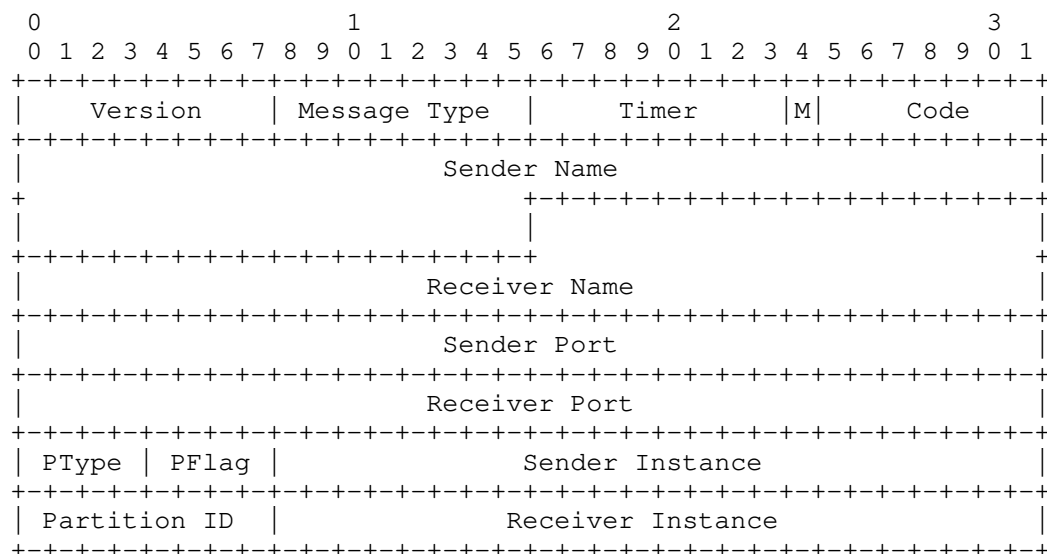 0                   1                   2                   3
 0 1 2 3 4 5 6 7 8 9 0 1 2 3 4 5 6 7 8 9 0 1 2 3 4 5 6 7 8 9 0 1
+-+-+-+-+-+-+-+-+-+-+-+-+-+-+-+-+-+-+-+-+-+-+-+-+-+-+-+-+-+-+-+-+
|    Version    | Message Type  |     Timer     |M|     Code    |
+-+-+-+-+-+-+-+-+-+-+-+-+-+-+-+-+-+-+-+-+-+-+-+-+-+-+-+-+-+-+-+-+
|                          Sender Name                          |
+                               +-+-+-+-+-+-+-+-+-+-+-+-+-+-+-+-+
|                               |                               |
+-+-+-+-+-+-+-+-+-+-+-+-+-+-+-+-+                               +
|                         Receiver Name                         |
+-+-+-+-+-+-+-+-+-+-+-+-+-+-+-+-+-+-+-+-+-+-+-+-+-+-+-+-+-+-+-+-+
|                          Sender Port                          |
+-+-+-+-+-+-+-+-+-+-+-+-+-+-+-+-+-+-+-+-+-+-+-+-+-+-+-+-+-+-+-+-+
|                         Receiver Port                         |
+-+-+-+-+-+-+-+-+-+-+-+-+-+-+-+-+-+-+-+-+-+-+-+-+-+-+-+-+-+-+-+-+
| PType | PFlag |               Sender Instance                 |
+-+-+-+-+-+-+-+-+-+-+-+-+-+-+-+-+-+-+-+-+-+-+-+-+-+-+-+-+-+-+-+-+
| Partition ID  |              Receiver Instance                |
+-+-+-+-+-+-+-+-+-+-+-+-+-+-+-+-+-+-+-+-+-+-+-+-+-+-+-+-+-+-+-+-+